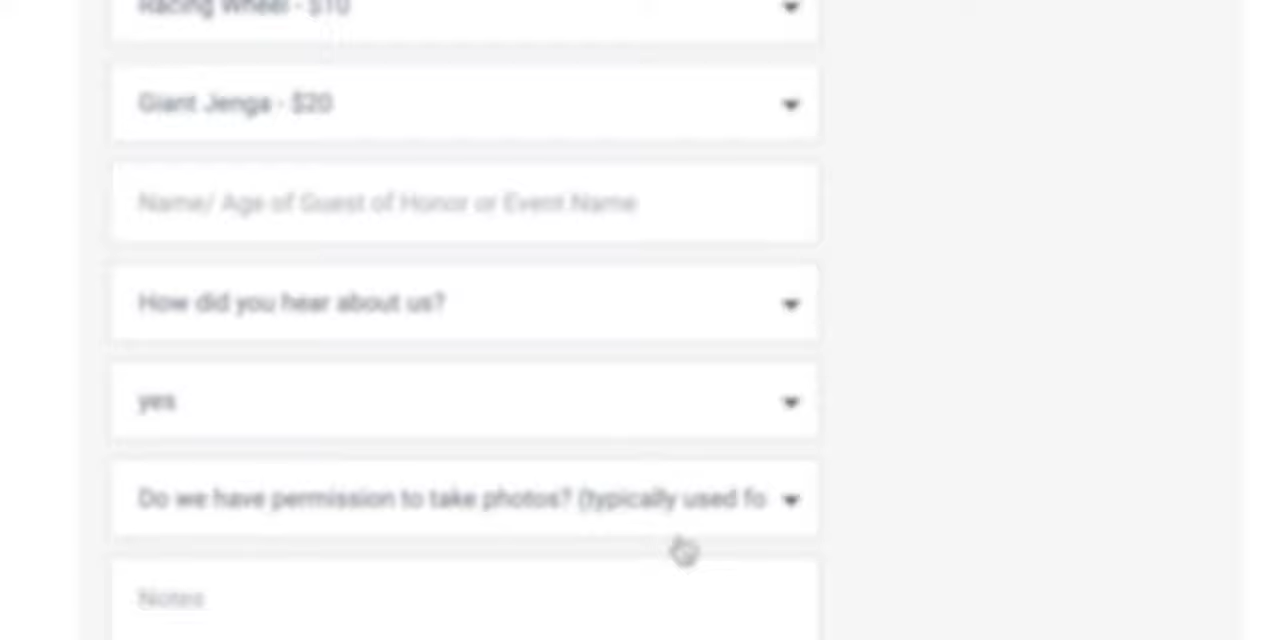 Racing Wheel - $10
Giant Jenga - $20
Name/ Age of Guest of Honor or Event Name
How did you hear about us?
yes
Do we have permission to take photos? (typically used fo
Notes